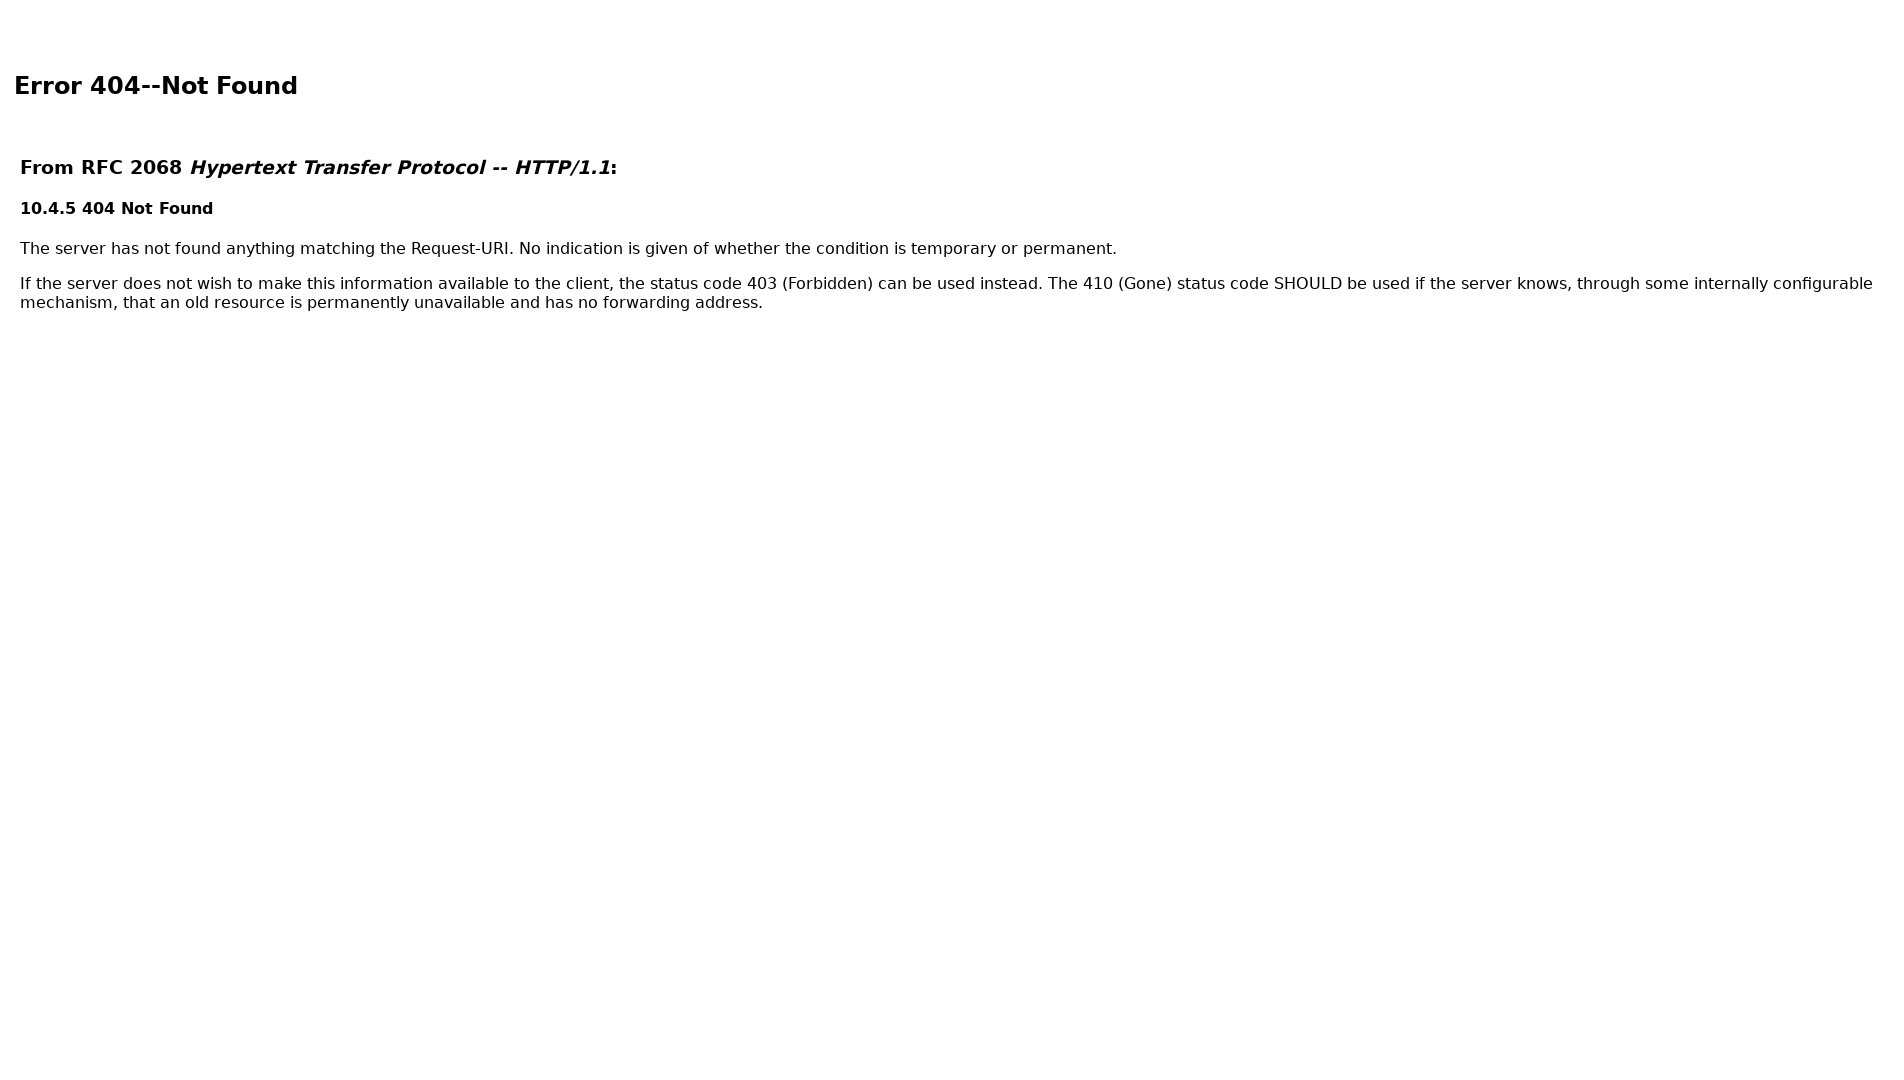 Error 404--Not Found
From RFC 2068 Hypertext Transfer Protocol -- HTTP/1.1:
10.4.5 404 Not Found
The server has not found anything matching the Request-URI. No indication is given of whether the condition is temporary or permanent.
If the server does not wish to make this information available to the client, the status code 403 (Forbidden) can be used instead. The 410 (Gone) status code SHOULD be used if the server knows, through some internally configurable
mechanism, that an old resource is permanently unavailable and has no forwarding address.